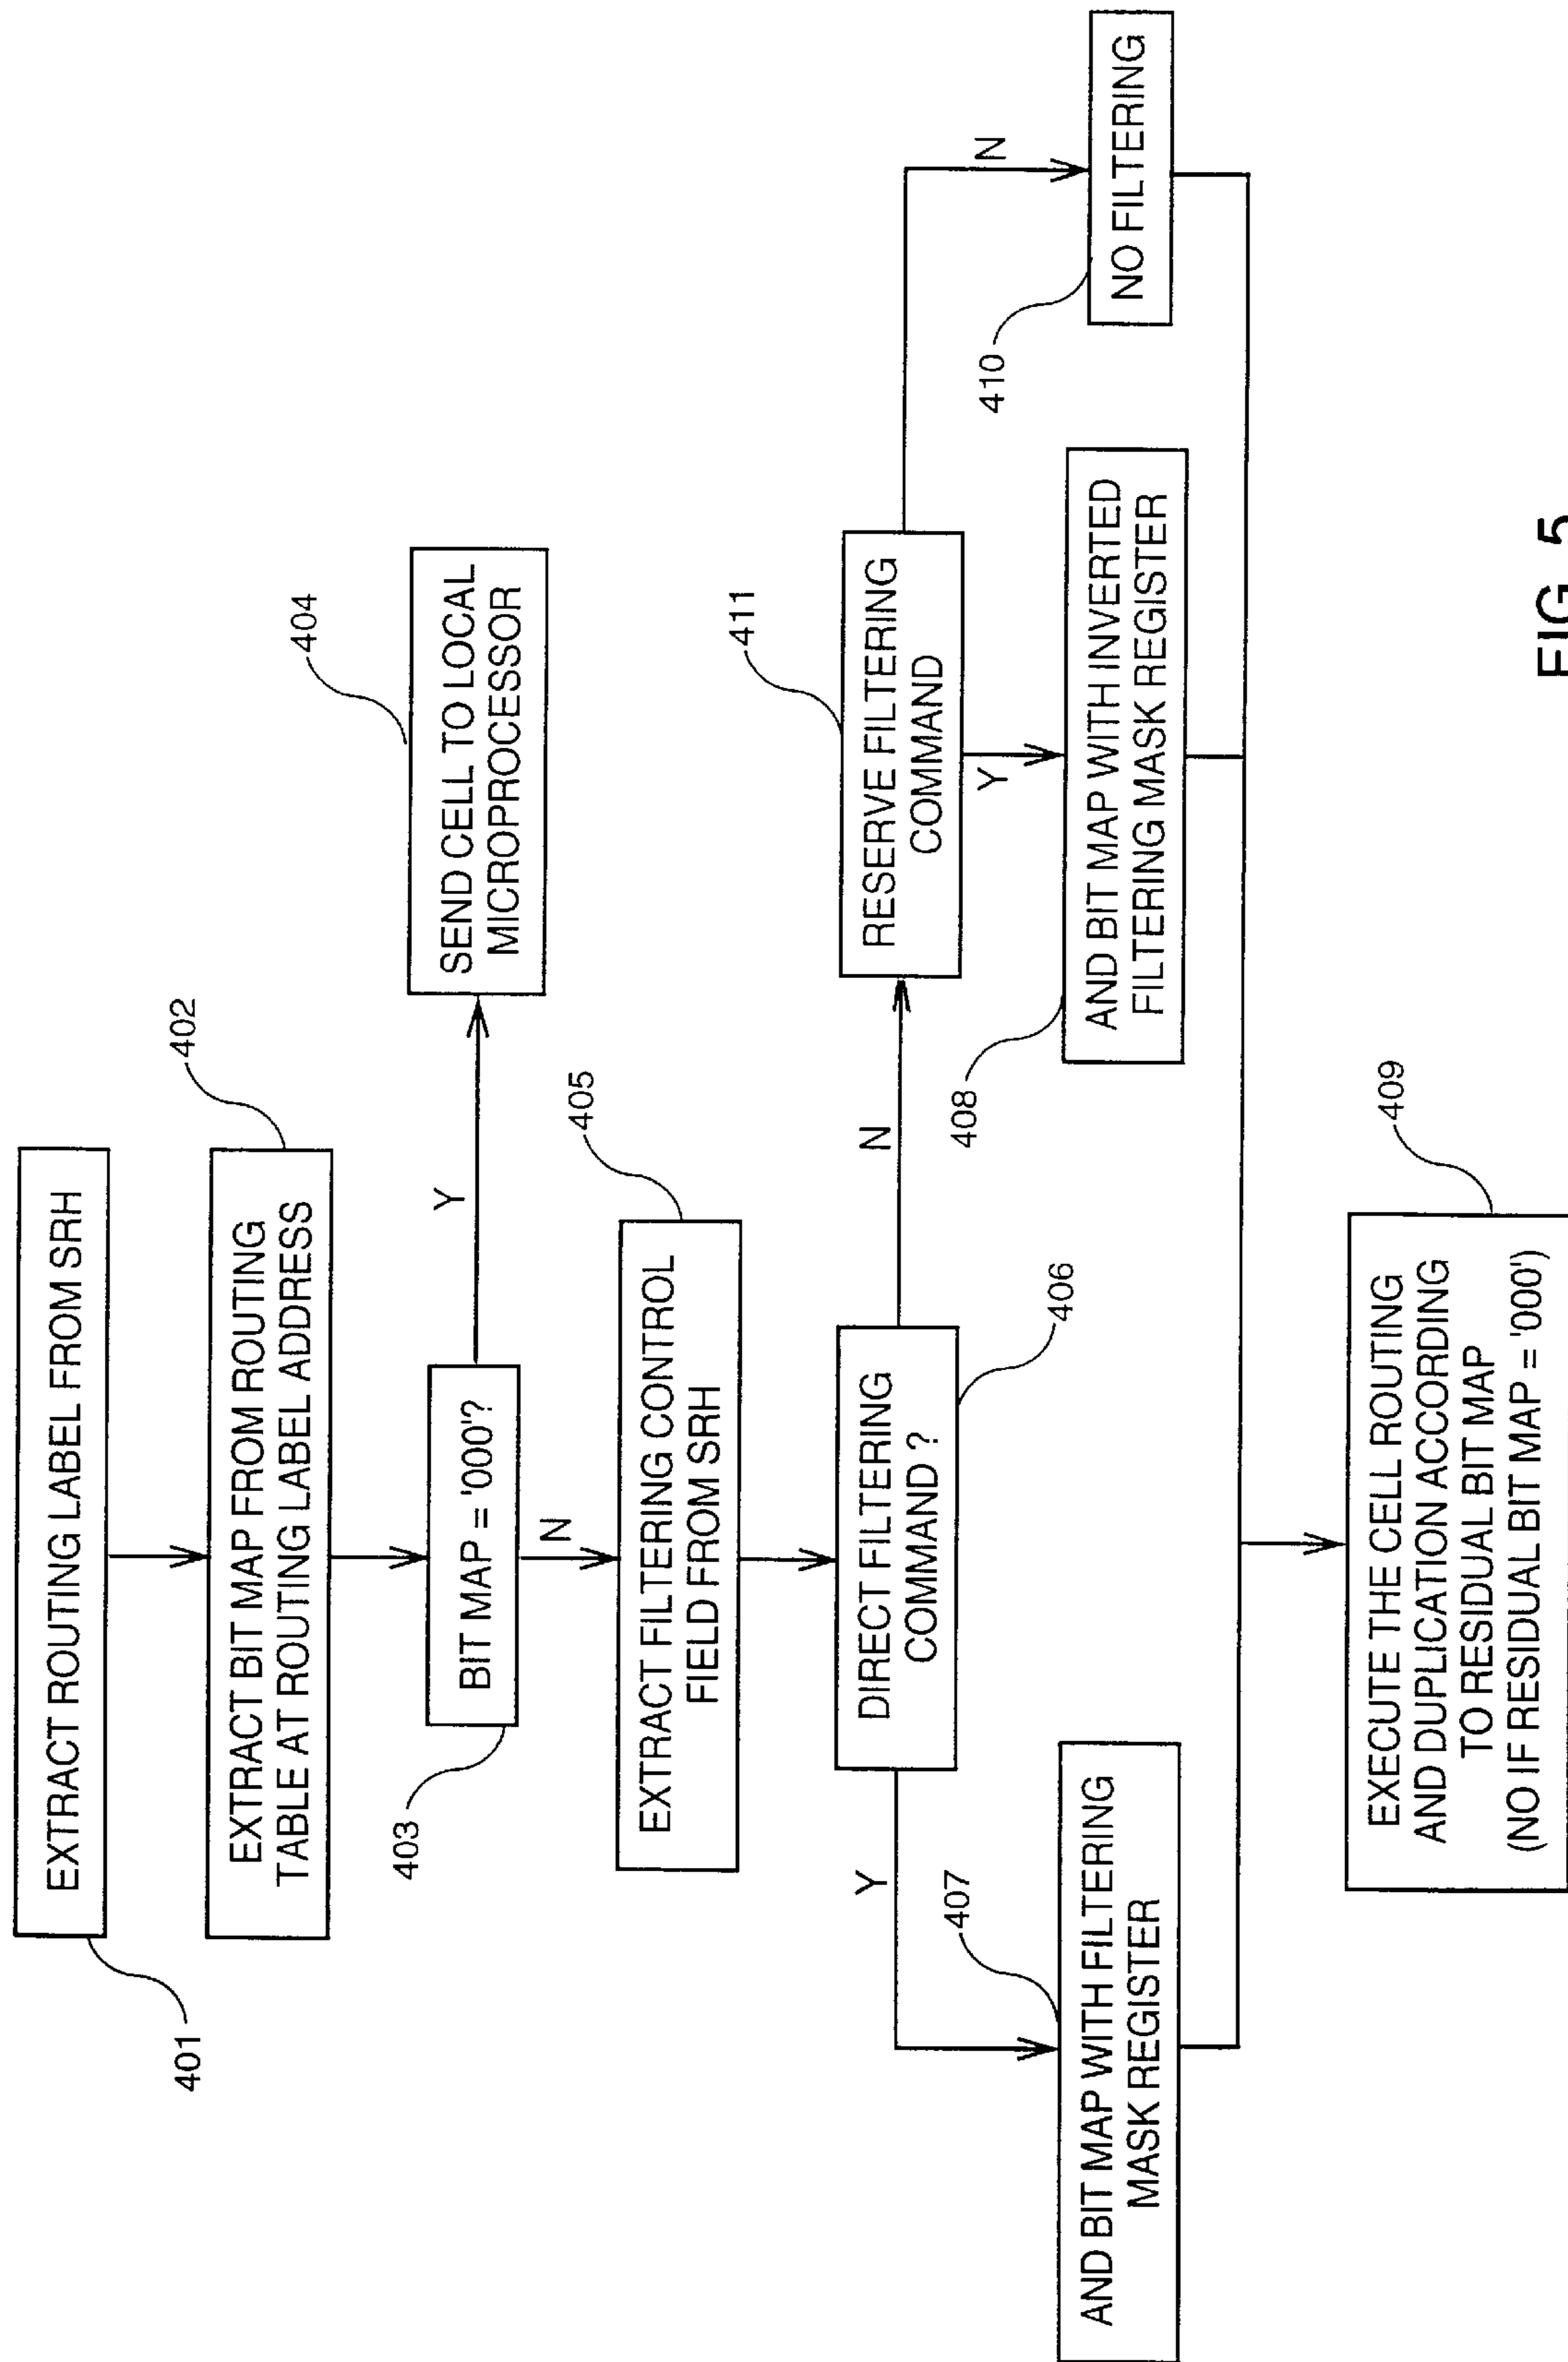 401
EXTRACT ROUTING LABEL FROM SRH
402
EXTRACT BIT MAP FROM ROUTING
TABLE AT ROUTING LABEL ADDRESS
403
BIT MAP = '000'?
Y
N
404
SEND CELL TO LOCAL
MICROPROCESSOR
405
EXTRACT FILTERING CONTROL
FIELD FROM SRH
406
DIRECT FILTERING
COMMAND ?
Y
N
411
RESERVE FILTERING
COMMAND
Y
N
407
AND BIT MAP WITH FILTERING
MASK REGISTER
408
AND BIT MAP WITH INVERTED
FILTERING MASK REGISTER
410
NO FILTERING
409
EXECUTE THE CELL ROUTING
AND DUPLICATION ACCORDING
TO RESIDUAL BIT MAP
(NO IF RESIDUAL BIT MAP = '000')
FIG. 5